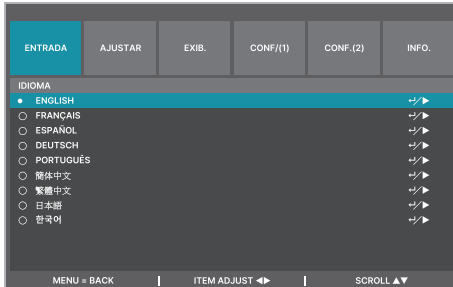 ENTRADA AJUSTAR EXIB. CONF/(1) CONF.(2) INFO.
IDIOMA
ENGLISH
FRANÇAIS
ESPAÑOL
DEUTSCH
PORTUGUÊS
簡体中文
繁體中文
日本語
한국어
MENU = BACK ITEM ADJUST ◀▶ SCROLL ▲▼